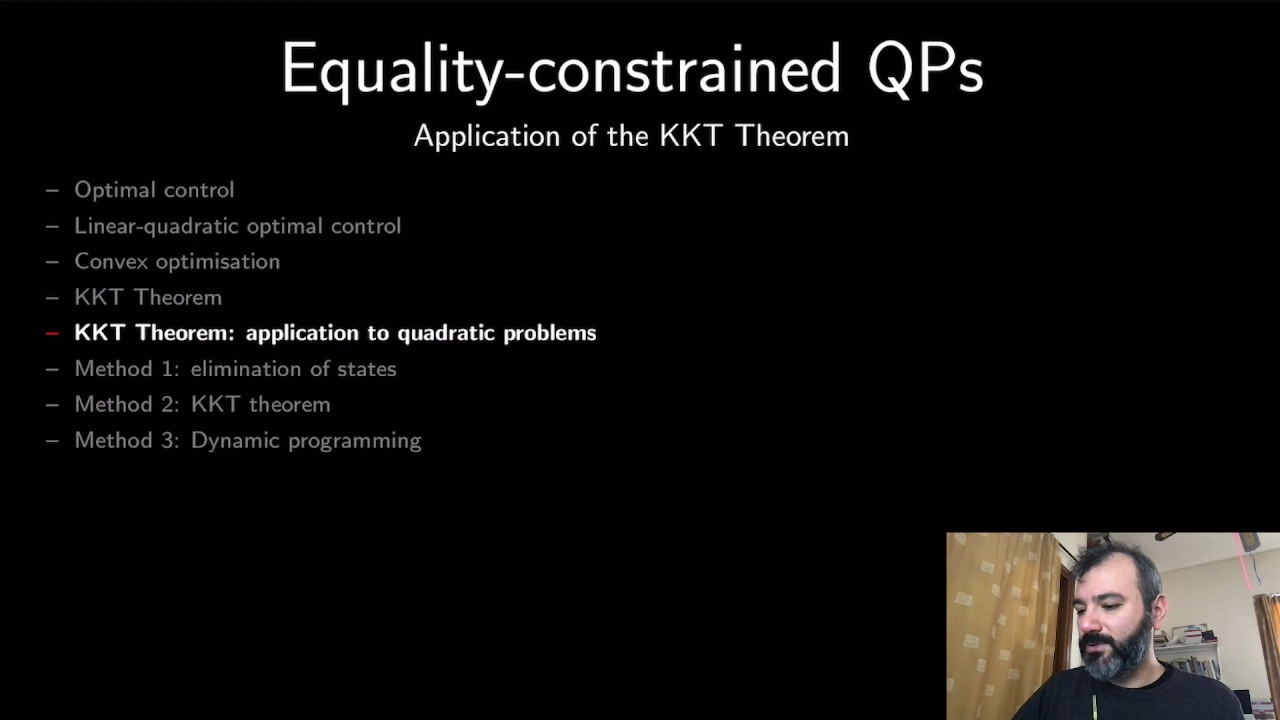 Equality-constrained QPs
Application of the KKT Theorem
– Optimal control
– Linear-quadratic optimal control
– Convex optimisation
– KKT Theorem
– KKT Theorem: application to quadratic problems
– Method 1: elimination of states
– Method 2: KKT theorem
– Method 3: Dynamic programming